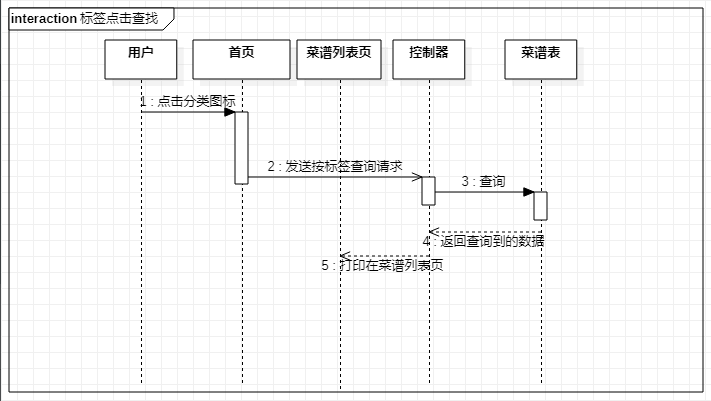 interaction 标签点击查找
用户
首页
菜谱列表页
控制器
菜谱表
1 : 点击分类图标
2 : 发送按标签查询请求
3 : 查询
4 : 返回查询到的数据
5 : 打印在菜谱列表页